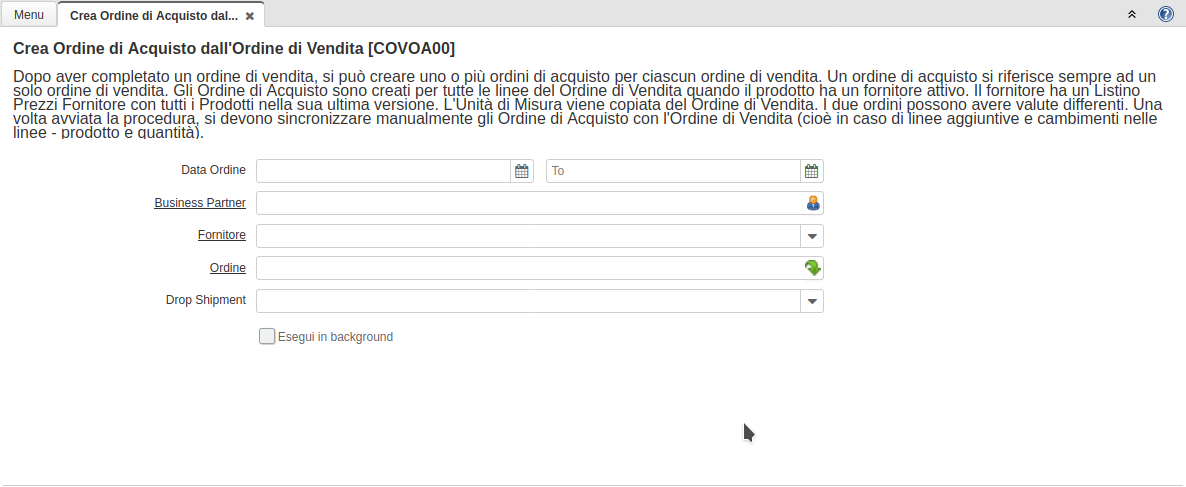 Menu
Crea Ordine di Acquisto dal...
Crea Ordine di Acquisto dall'Ordine di Vendita [COVOA00]
Dopo aver completato un ordine di vendita, si può creare uno o più ordini di acquisto per ciascun ordine di vendita. Un ordine di acquisto si riferisce sempre ad un
solo ordine di vendita. Gli Ordine di Acquisto sono creati per tutte le linee del Ordine di Vendita quando il prodotto ha un fornitore attivo. Il fornitore ha un Listino
Prezzi Fornitore con tutti i Prodotti nella sua ultima versione. L'Unità di Misura viene copiata del Ordine di Vendita. I due ordini possono avere valute differenti. Una
volta avviata la procedura, si devono sincronizzare manualmente gli Ordine di Acquisto con l'Ordine di Vendita (cioè in caso di linee aggiuntive e cambimenti nelle
linee - prodotto e quantità).
Data Ordine
To
Business Partner
Fornitore
Ordine
Drop Shipment
Esegui in background